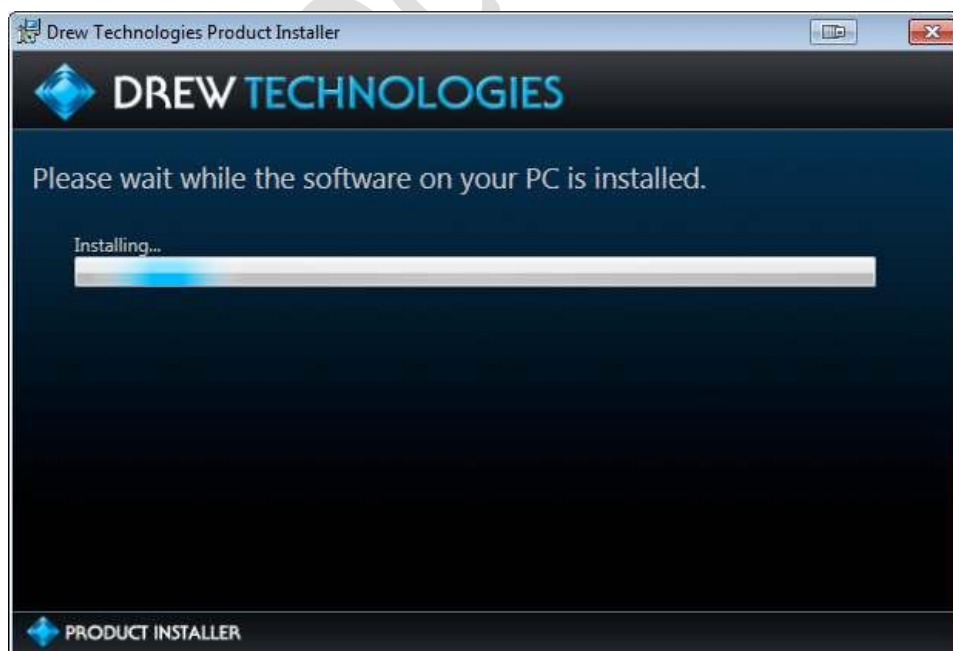 Drew Technologies Product Installer
DREW TECHNOLOGIES
Please wait while the software on your PC is installed.
Installing...
PRODUCT INSTALLER